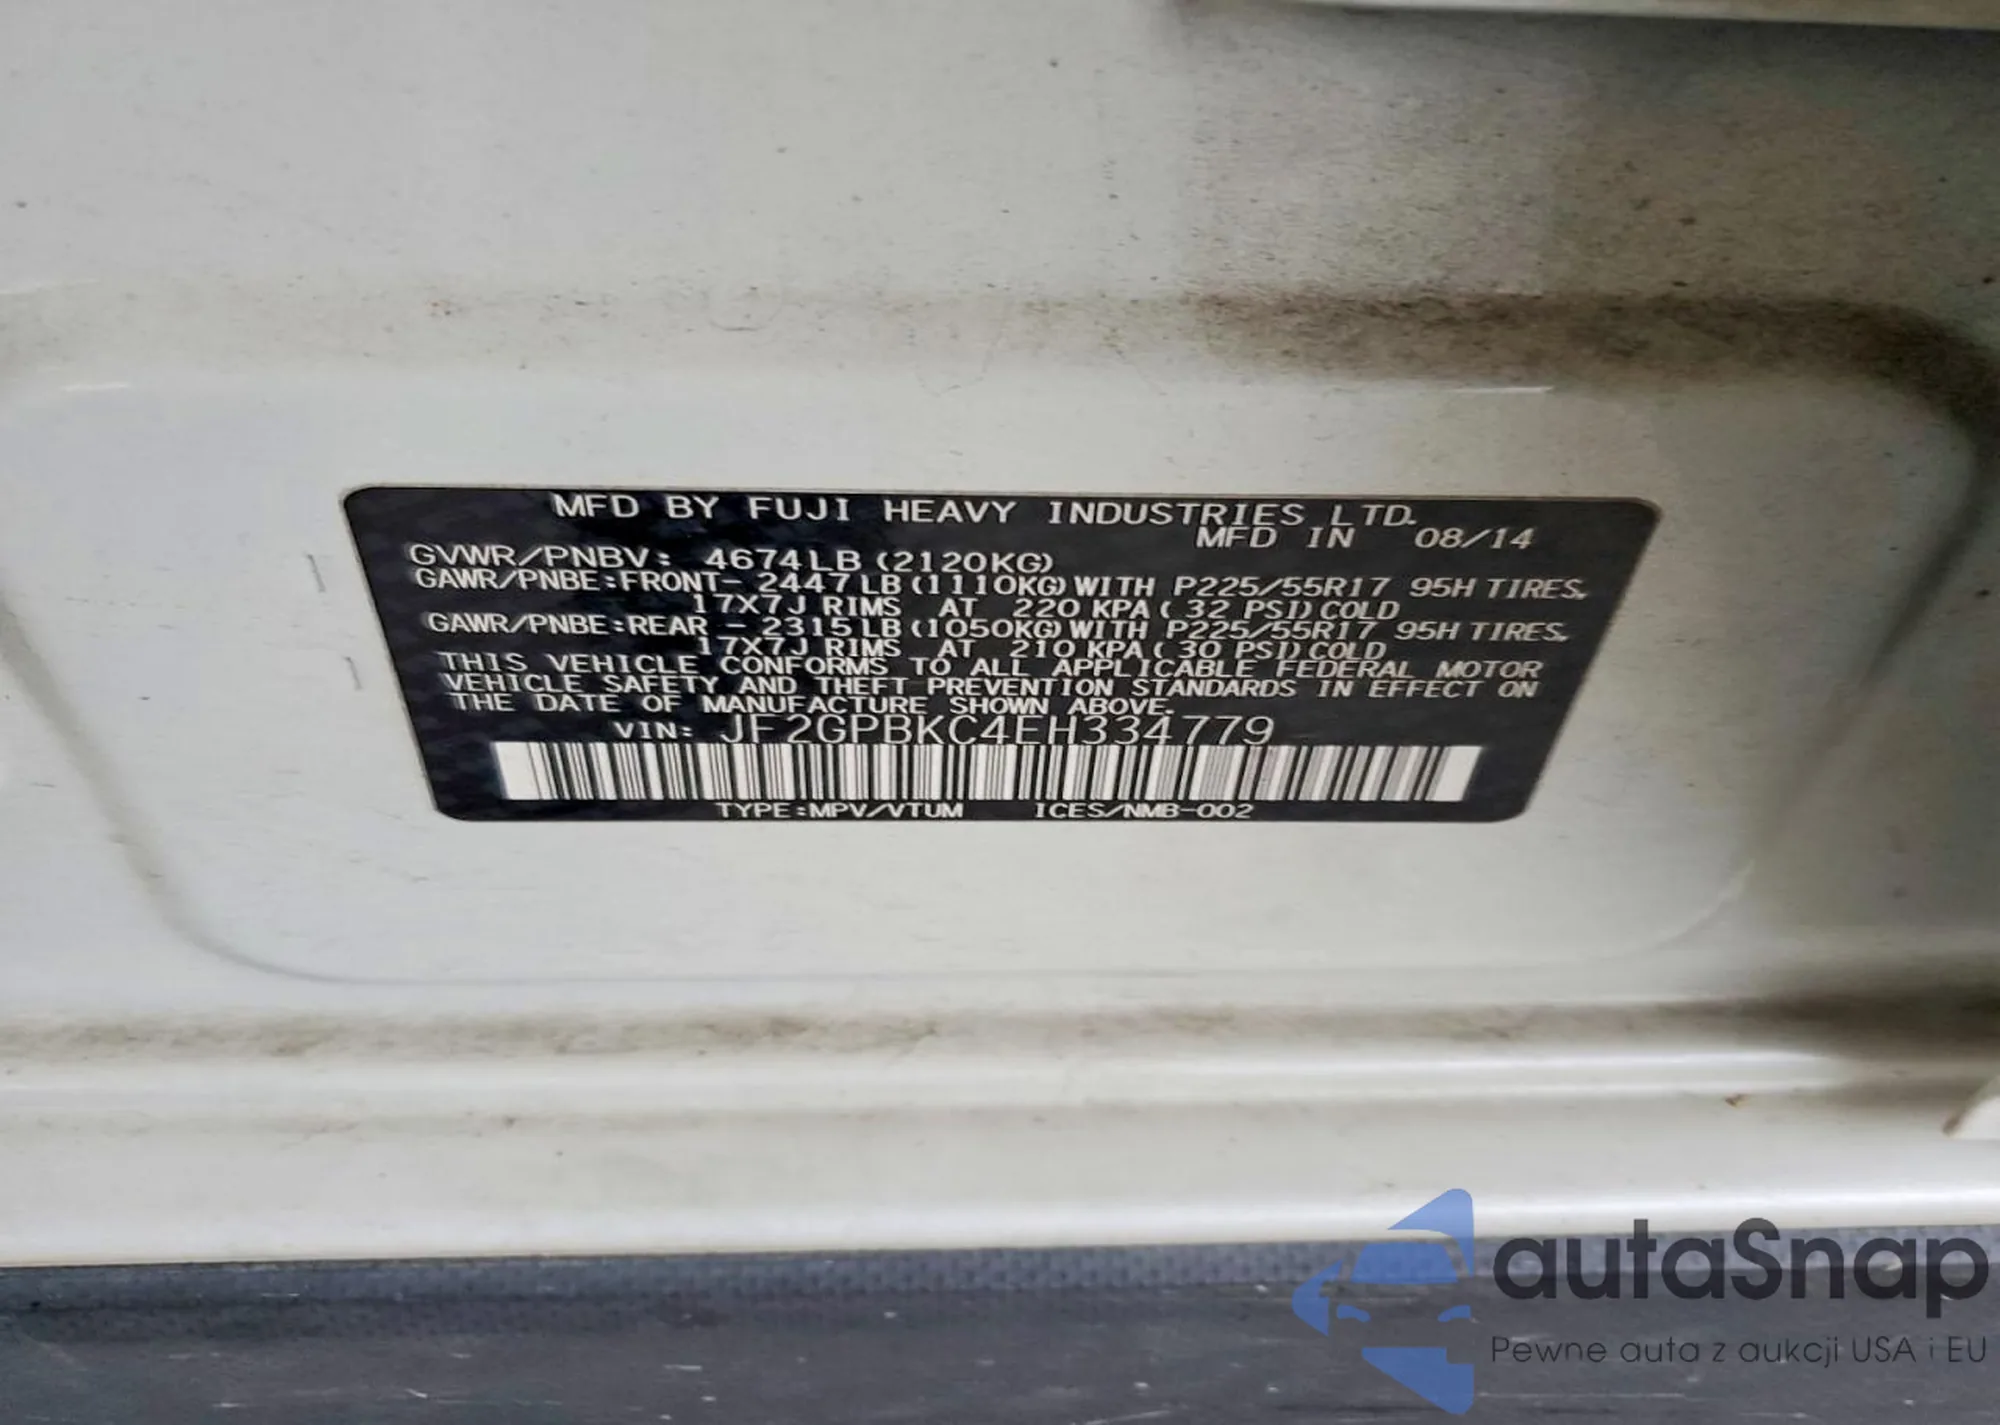 MFD BY FUJI HEAVY INDUSTRIES LTD.
MFD IN 08/14
GVWR/PNBV: 4674LB (2120KG)
GAWR/PNBE:FRONT- 2447LB(1110KG)WITH P225/55R17 95H TIRES,
17X7J RIMS AT 220 KPA(32 PSI)COLD
GAWR/PNBE:REAR - 2315LB(1050KG)WITH P225/55R17 95H TIRES,
17X7J RIMS AT 210 KPA(30 PSI)COLD
THIS VEHICLE CONFORMS TO ALL APPLICABLE FEDERAL MOTOR
VEHICLE SAFETY AND THEFT PREVENTION STANDARDS IN EFFECT ON
THE DATE OF MANUFACTURE SHOWN ABOVE.
VIN: JF2GPBKC4EH334779
TYPE:MPV/VTUM ICES/NMB-002
autaSnap
Pewne auta z aukcji USA i EU